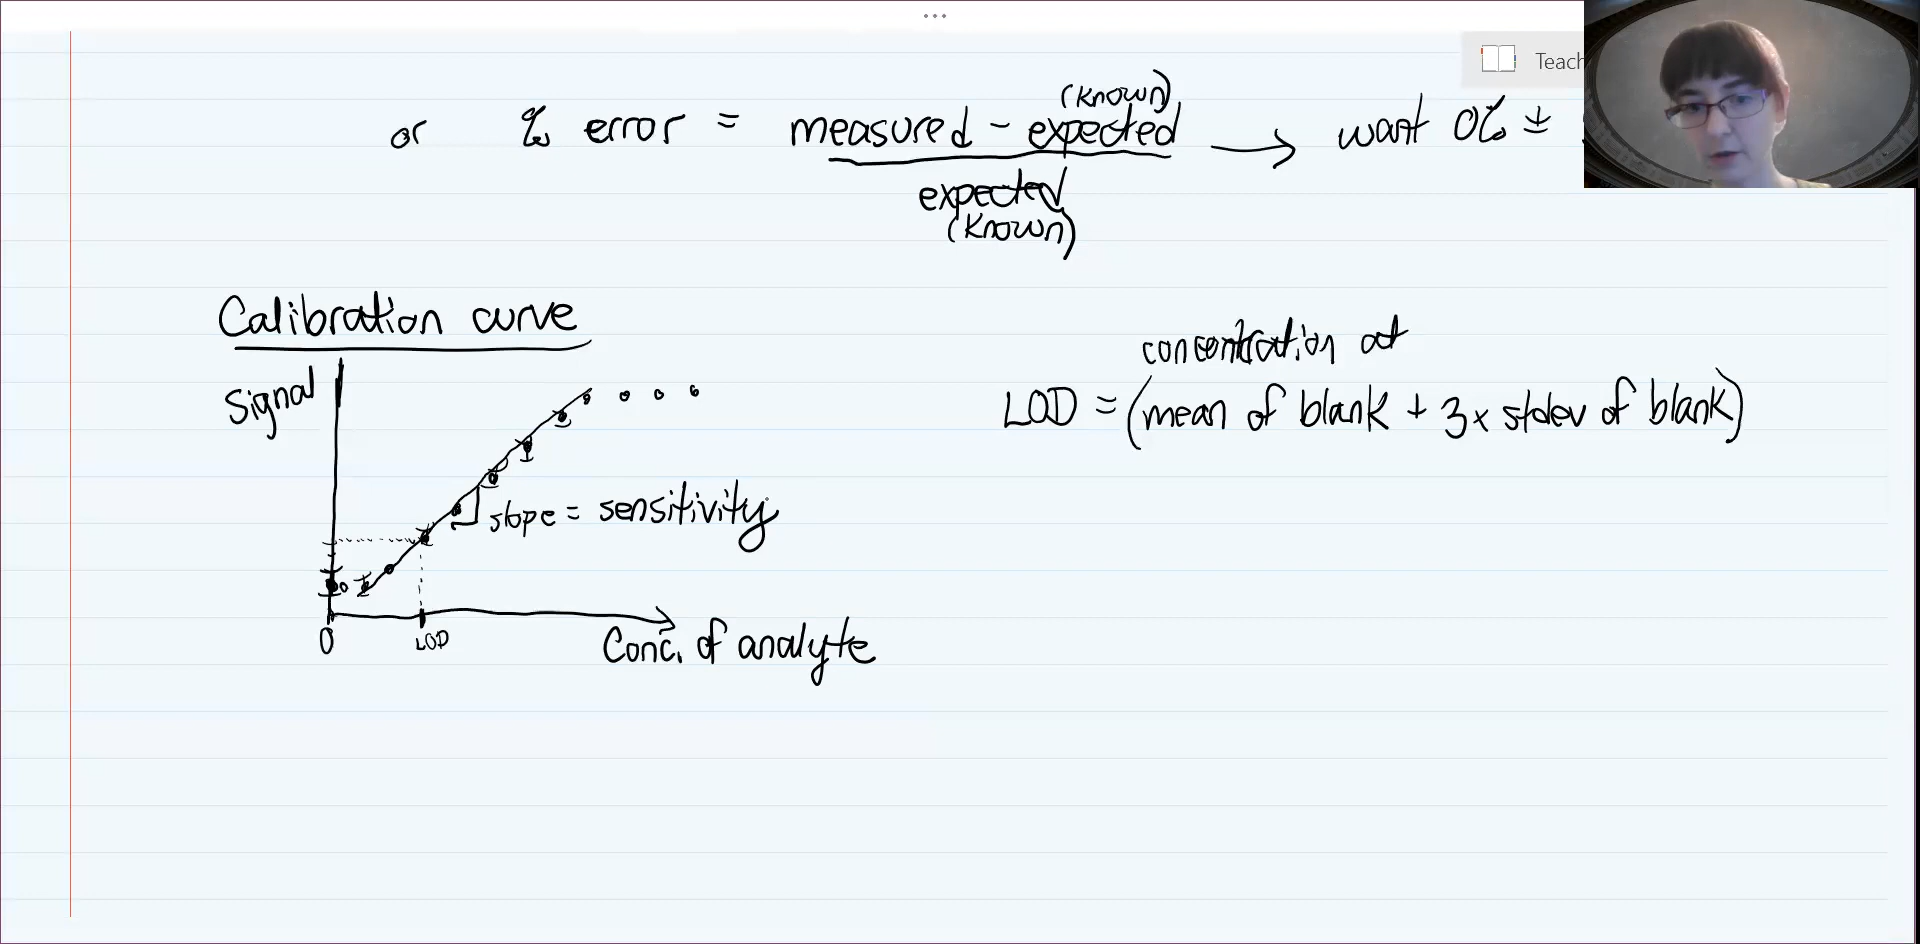 Teach
(known)
or % error = measured - expected → want 0% ±
expected
(known)
Calibration curve
concentration at
Signal
LOD = (mean of blank + 3x stdev of blank)
slope = sensitivity
0
LOD
Conc. of analyte